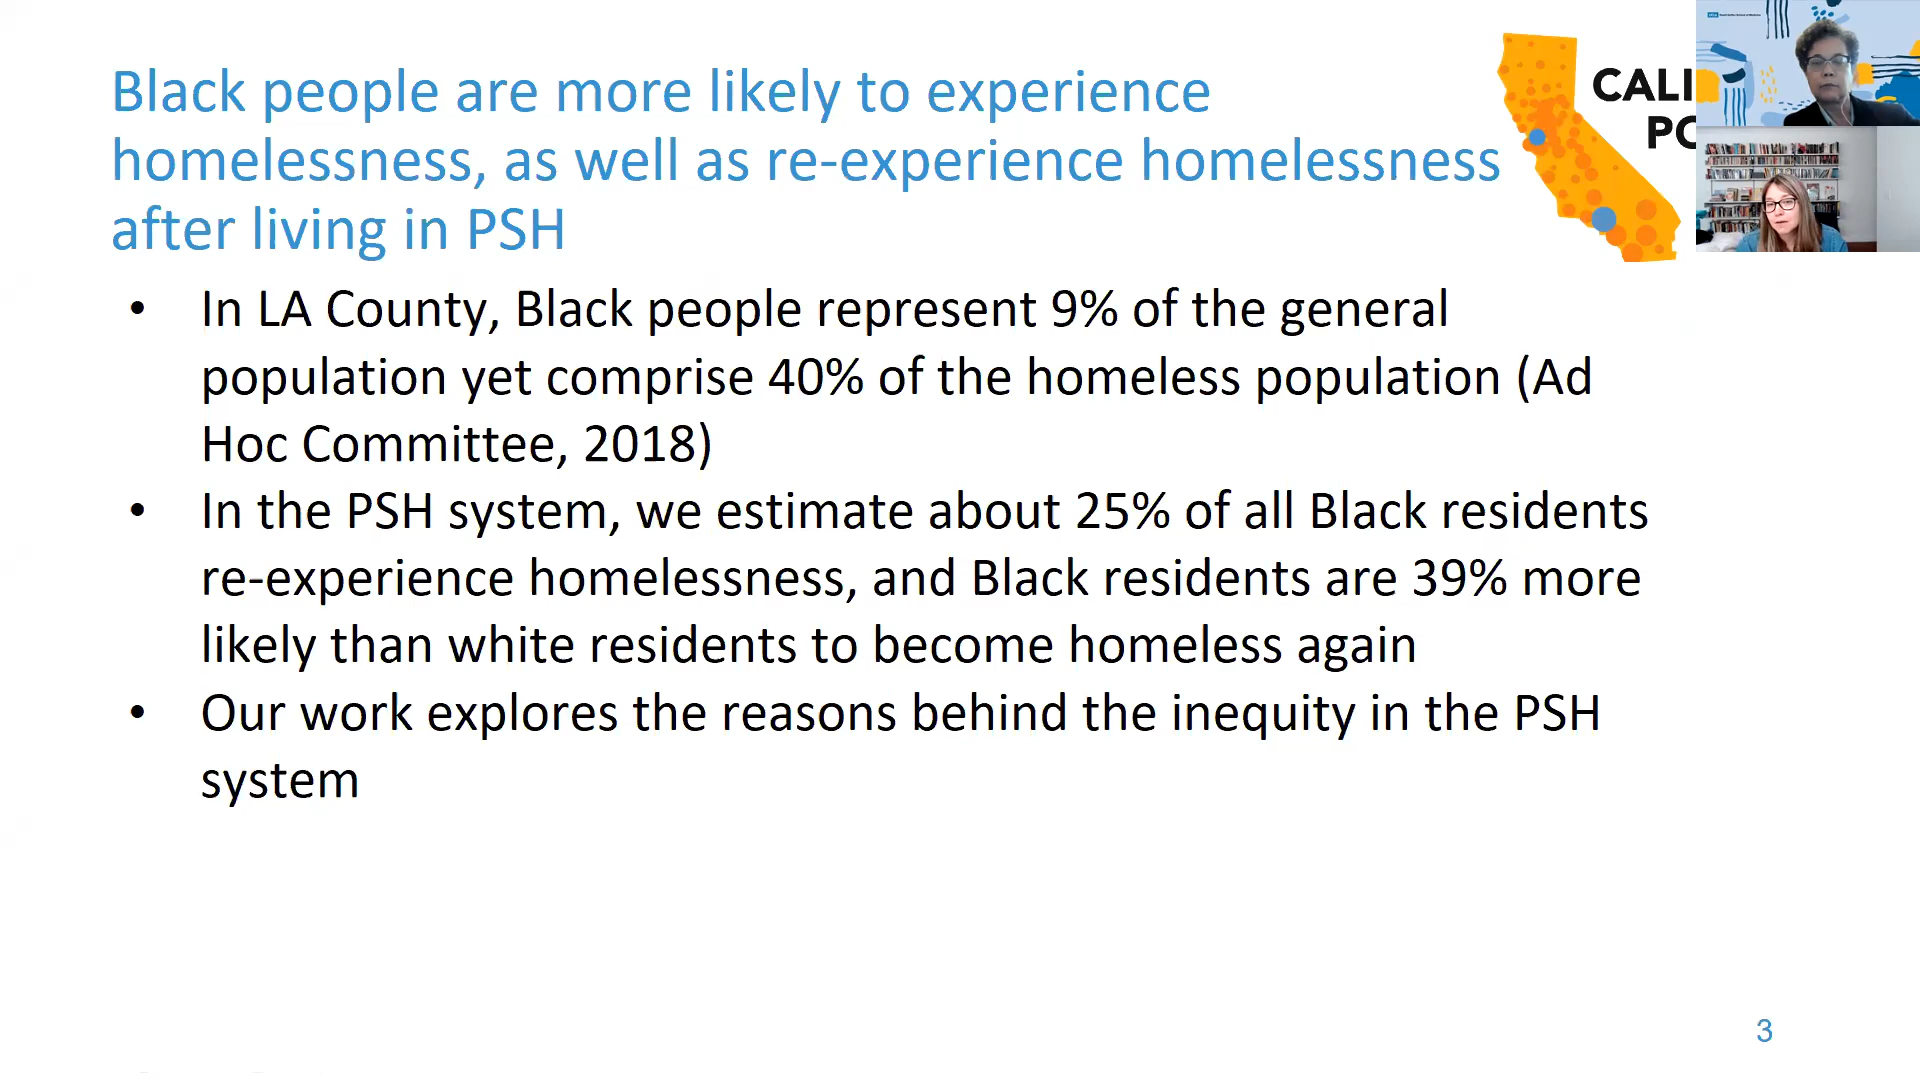 Black people are more likely to experience
homelessness, as well as re-experience homelessness
after living in PSH
CALI
PO
UCLA
• In LA County, Black people represent 9% of the general
population yet comprise 40% of the homeless population (Ad
Hoc Committee, 2018)
• In the PSH system, we estimate about 25% of all Black residents
re-experience homelessness, and Black residents are 39% more
likely than white residents to become homeless again
• Our work explores the reasons behind the inequity in the PSH
system
3